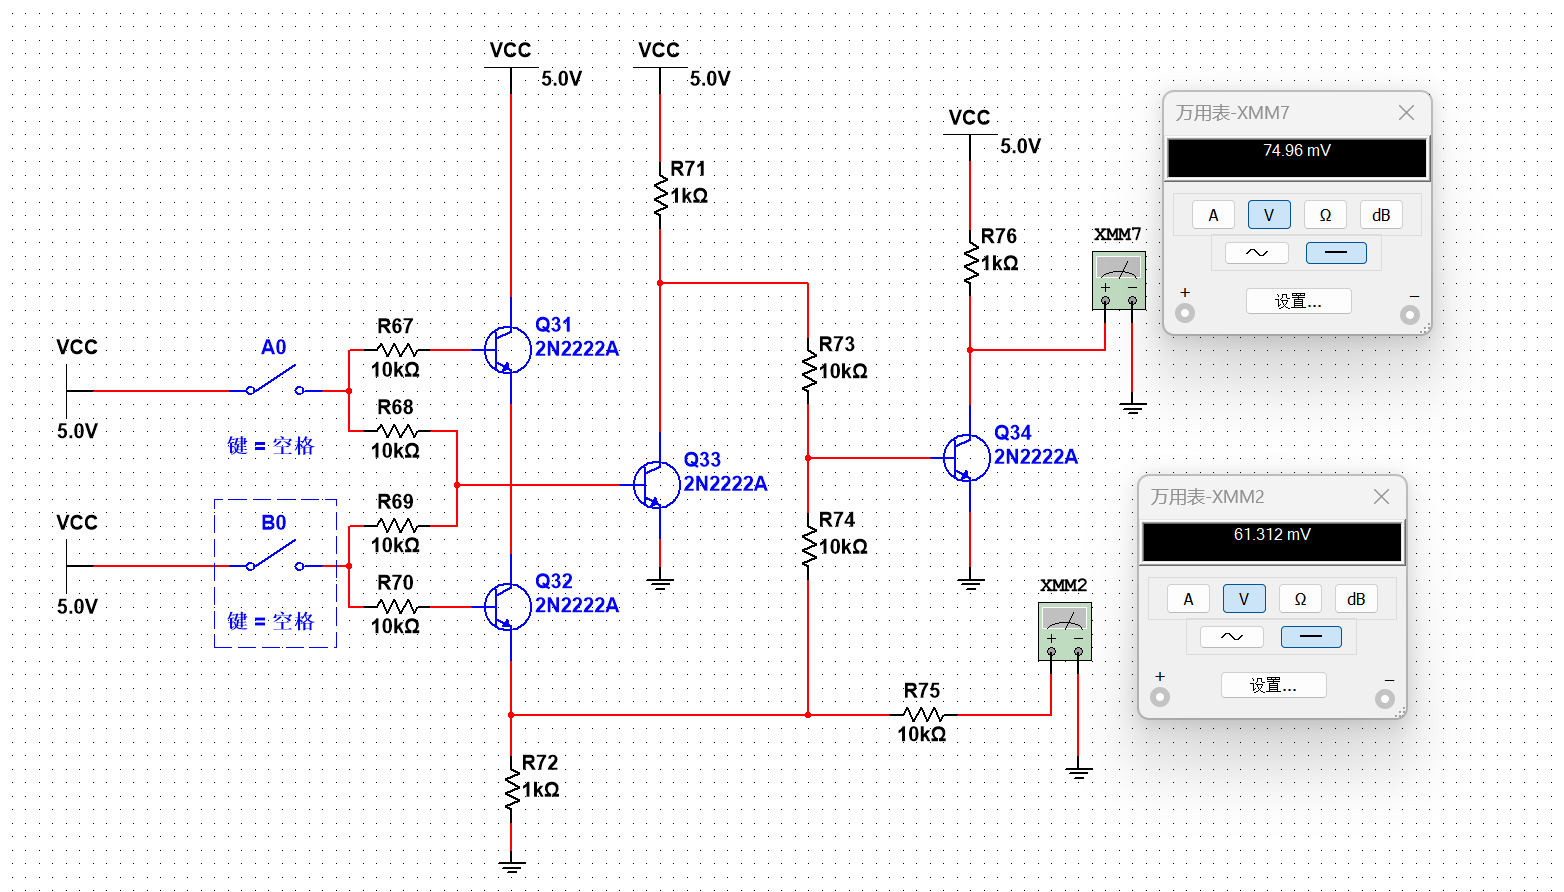 VCC
5.0V
VCC
5.0V
VCC
5.0V
R71
1kΩ
R76
1kΩ
XMM7
+ −
万用表-XMM7
74.96 mV
A V Ω dB
+ −
设置...
VCC
5.0V
A0
键 = 空格
R67
10kΩ
Q31
2N2222A
R68
10kΩ
R73
10kΩ
Q33
2N2222A
Q34
2N2222A
VCC
5.0V
B0
键 = 空格
R69
10kΩ
R70
10kΩ
Q32
2N2222A
R74
10kΩ
XMM2
+ −
万用表-XMM2
61.312 mV
A V Ω dB
+ −
设置...
R75
10kΩ
R72
1kΩ